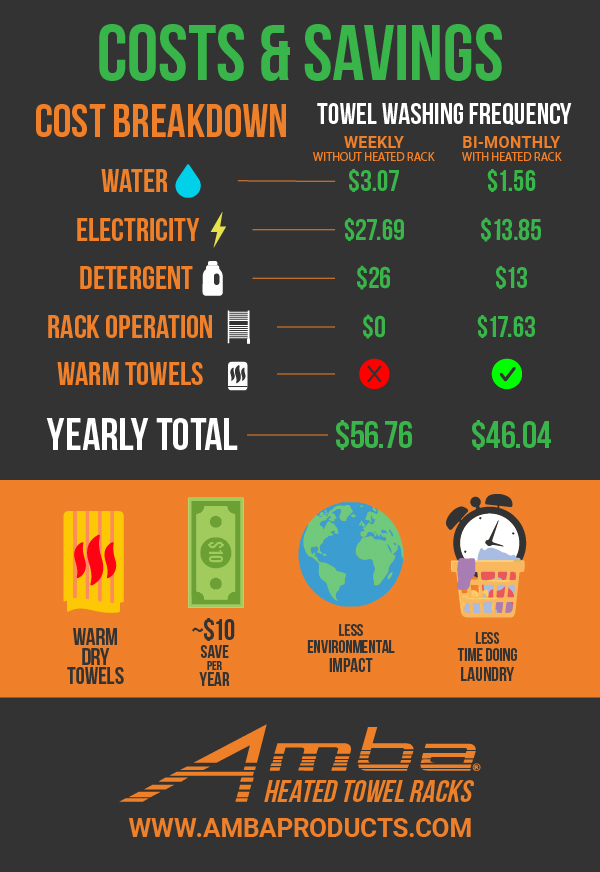 COSTS & SAVINGS
COST BREAKDOWN
TOWEL WASHING FREQUENCY
WEEKLY
WITHOUT HEATED RACK
BI-MONTHLY
WITH HEATED RACK
WATER $3.07 $1.56
ELECTRICITY $27.69 $13.85
DETERGENT $26 $13
RACK OPERATION $0 $17.63
WARM TOWELS
YEARLY TOTAL $56.76 $46.04
$10
WARM
DRY
TOWELS
~$10
SAVE
PER
YEAR
LESS
ENVIRONMENTAL
IMPACT
LESS
TIME DOING
LAUNDRY
Amba®
HEATED TOWEL RACKS
WWW.AMBAPRODUCTS.COM